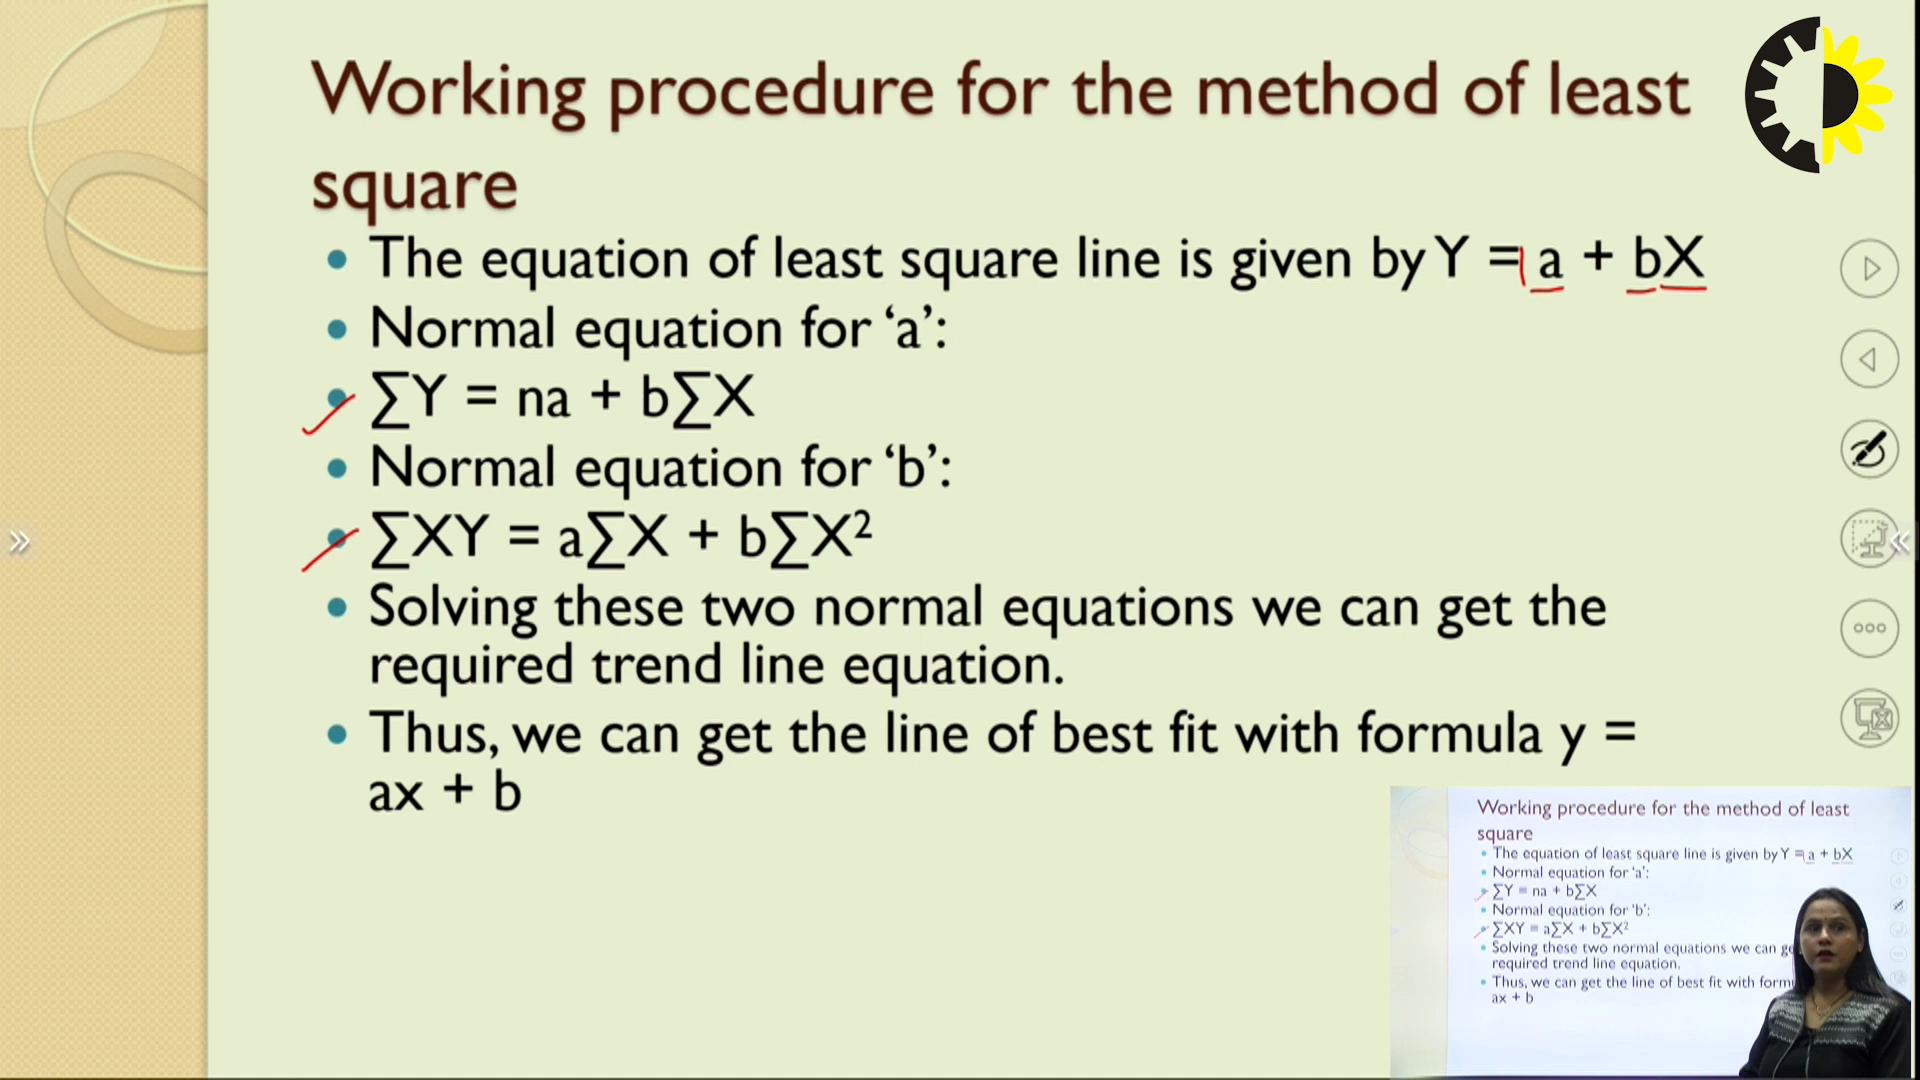 Working procedure for the method of least
square
• The equation of least square line is given by Y = a + bX
• Normal equation for ‘a’:
• ∑Y = na + b∑X
• Normal equation for ‘b’:
• ∑XY = a∑X + b∑X²
• Solving these two normal equations we can get the
required trend line equation.
• Thus, we can get the line of best fit with formula y =
ax + b
Working procedure for the method of least
square
• The equation of least square line is given by Y = a + bX
• Normal equation for ‘a’:
• ∑Y = na + b∑X
• Normal equation for ‘b’:
• ∑XY = a∑X + b∑X²
• Solving these two normal equations we can
required trend line equation.
• Thus, we can get the line of best fit with
ax + b